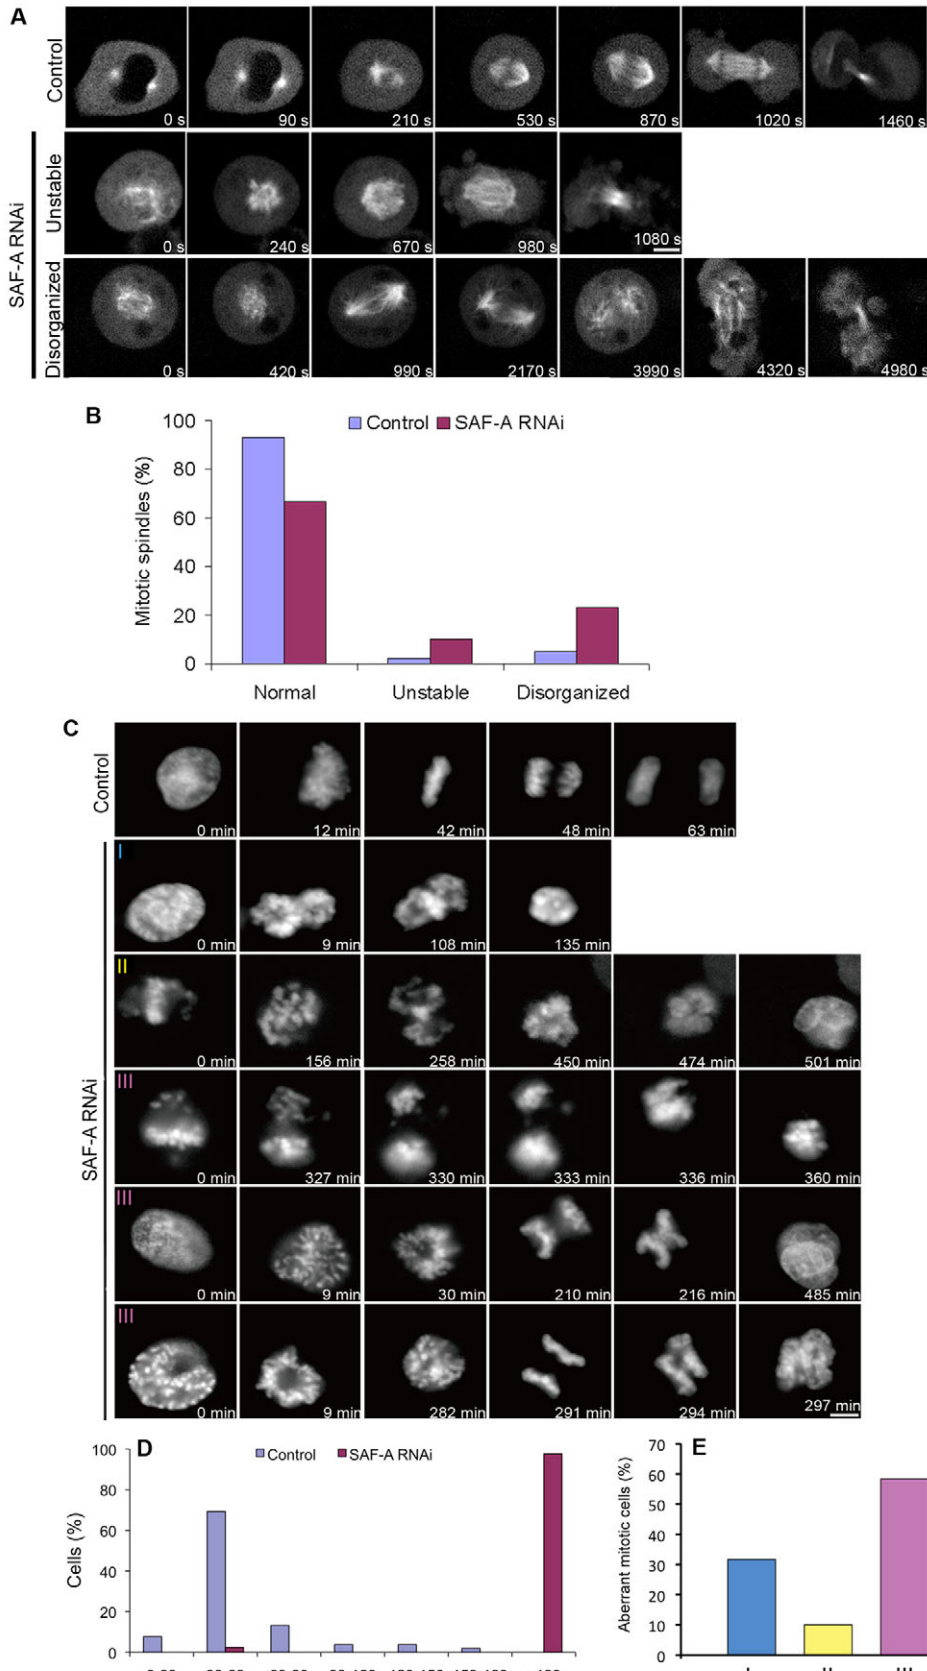 A
Control
0 s
90 s
210 s
530 s
870 s
1020 s
1460 s
SAF-A RNAi
Unstable
0 s
240 s
670 s
980 s
1080 s
Disorganized
0 s
420 s
990 s
2170 s
3990 s
4320 s
4980 s
B
Control SAF-A RNAi
Mitotic spindles (%)
100
80
60
40
20
0
Normal Unstable Disorganized
C
Control
0 min
12 min
42 min
48 min
63 min
SAF-A RNAi
I
0 min
9 min
108 min
135 min
II
0 min
156 min
258 min
450 min
474 min
501 min
III
0 min
327 min
330 min
333 min
336 min
360 min
III
0 min
9 min
30 min
210 min
216 min
485 min
III
0 min
9 min
282 min
291 min
294 min
297 min
D
Control SAF-A RNAi
Cells (%)
100
80
60
40
20
0
E
Aberrant mitotic cells (%)
70
60
50
40
30
20
10
0
I II III